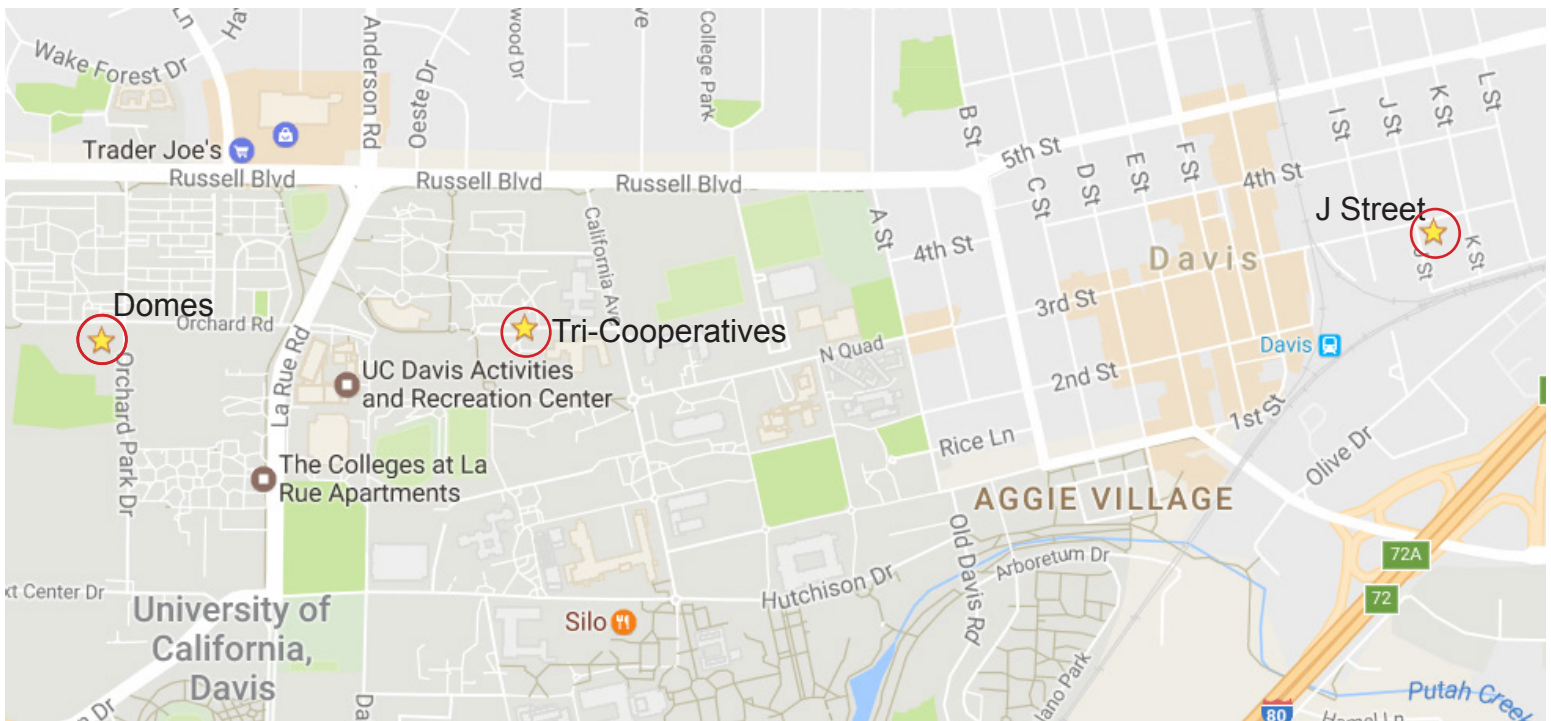 Wake Forest Dr
Anderson Rd
Oeste Dr
wood Dr
College Park
B St
L St
K St
J St
I St
Trader Joe's
Russell Blvd
Russell Blvd
Russell Blvd
5th St
F St
E St
D St
C St
4th St
A St
4th St
California Ave
J Street
K St
J St
Davis
Domes
Orchard Rd
Tri-Cooperatives
3rd St
Davis
N Quad
UC Davis Activities
and Recreation Center
La Rue Rd
Orchard Park Dr
2nd St
1st St
Rice Ln
Olive Dr
The Colleges at La
Rue Apartments
AGGIE VILLAGE
Old Davis Rd
Arboretum Dr
72A
xt Center Dr
Hutchison Dr
72
University of
California,
Davis
Silo
Putah Creek
80